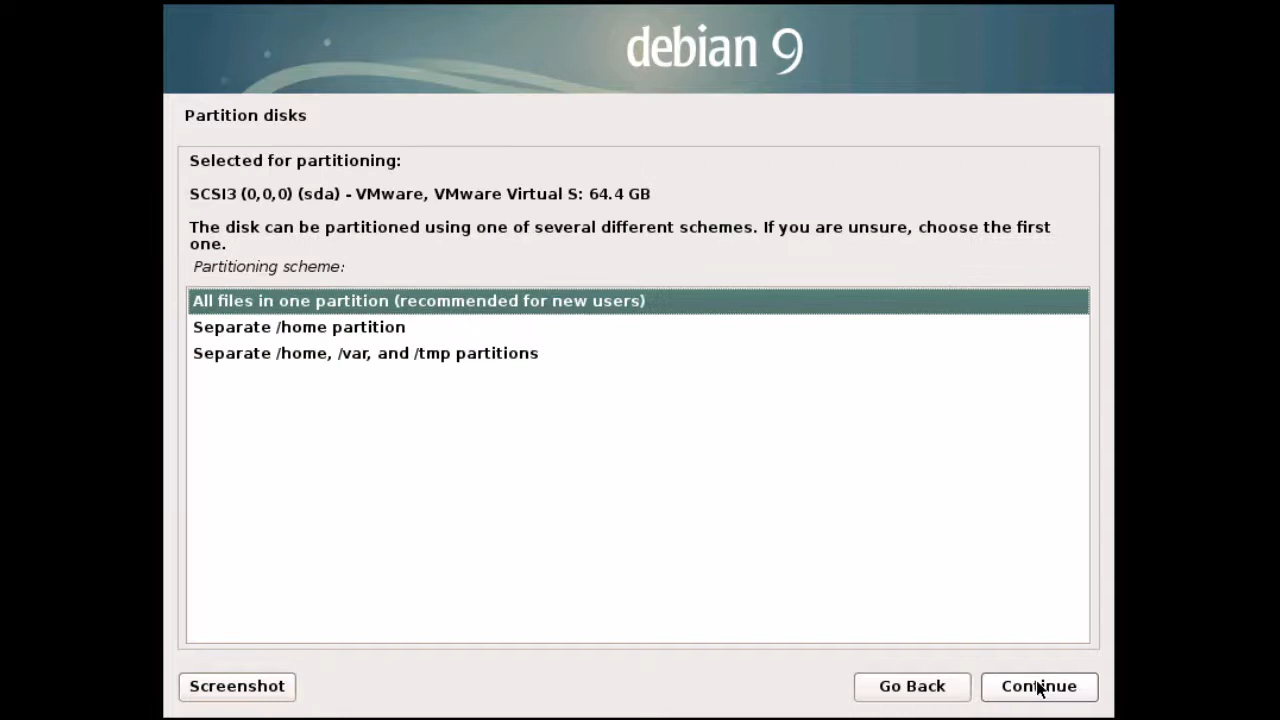 debian 9
Partition disks
Selected for partitioning:
SCSI3 (0,0,0) (sda) - VMware, VMware Virtual S: 64.4 GB
The disk can be partitioned using one of several different schemes. If you are unsure, choose the first
one.
Partitioning scheme:
All files in one partition (recommended for new users)
Separate /home partition
Separate /home, /var, and /tmp partitions
Screenshot
Go Back
Continue